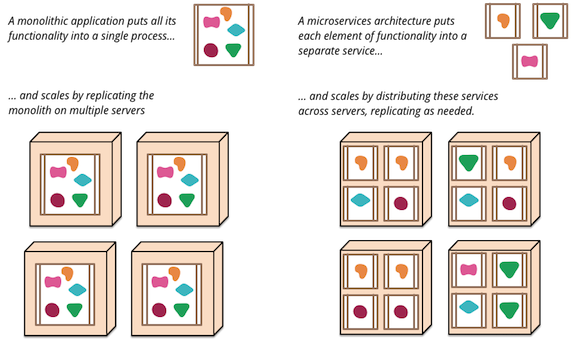 A monolithic application puts all its
functionality into a single process...
... and scales by replicating the
monolith on multiple servers
A microservices architecture puts
each element of functionality into a
separate service...
... and scales by distributing these services
across servers, replicating as needed.